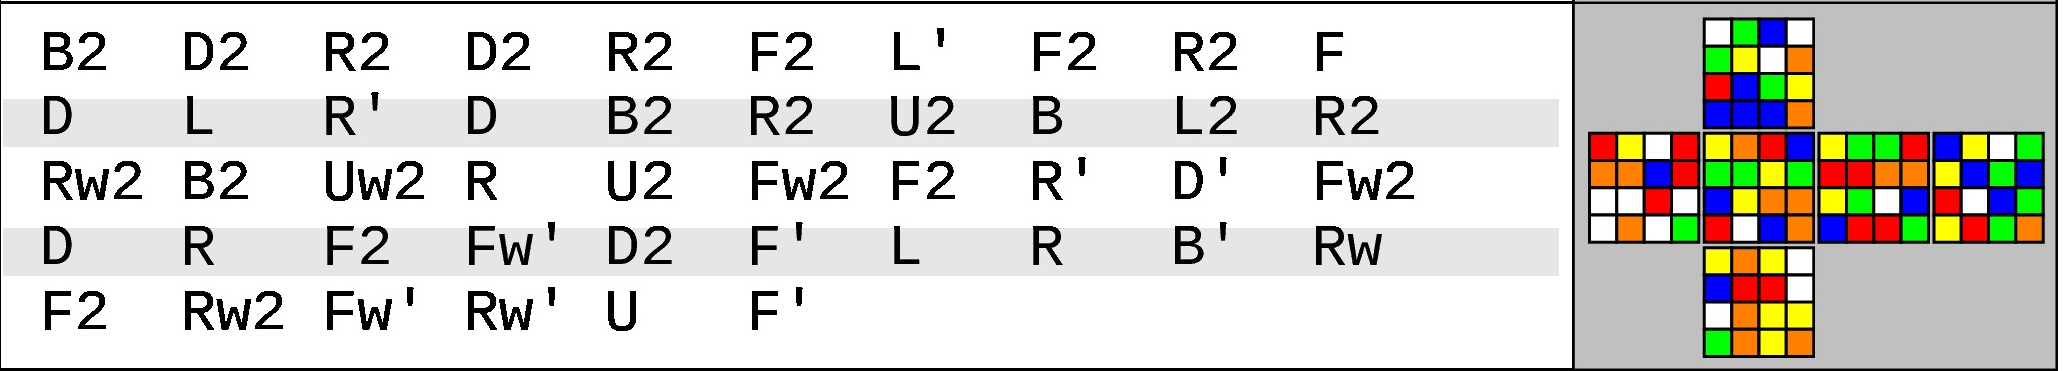 B2 D2 R2 D2 R2 F2 L' F2 R2 F
D L R' D B2 R2 U2 B L2 R2
Rw2 B2 Uw2 R U2 Fw2 F2 R' D' Fw2
D R F2 Fw' D2 F' L R B' Rw
F2 Rw2 Fw' Rw' U F'